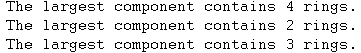 The largest component contains 4 rings.
The largest component contains 2 rings.
The largest component contains 3 rings.